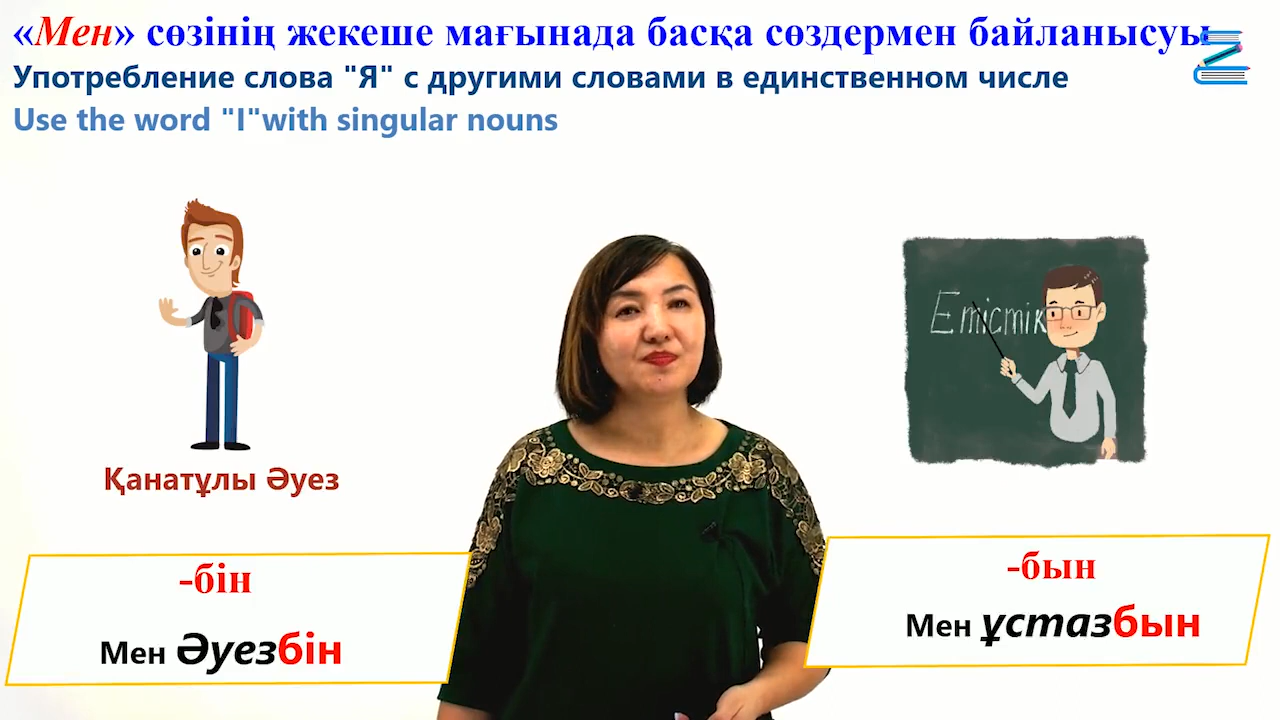 «Мен» сөзінің жекеше мағынада басқа сөздермен байланысуы
Употребление слова "Я" с другими словами в единственном числе
Use the word "I"with singular nouns
Етістік
Қанатұлы Әуез
-бін
Мен Әуезбін
-бын
Мен ұстазбын